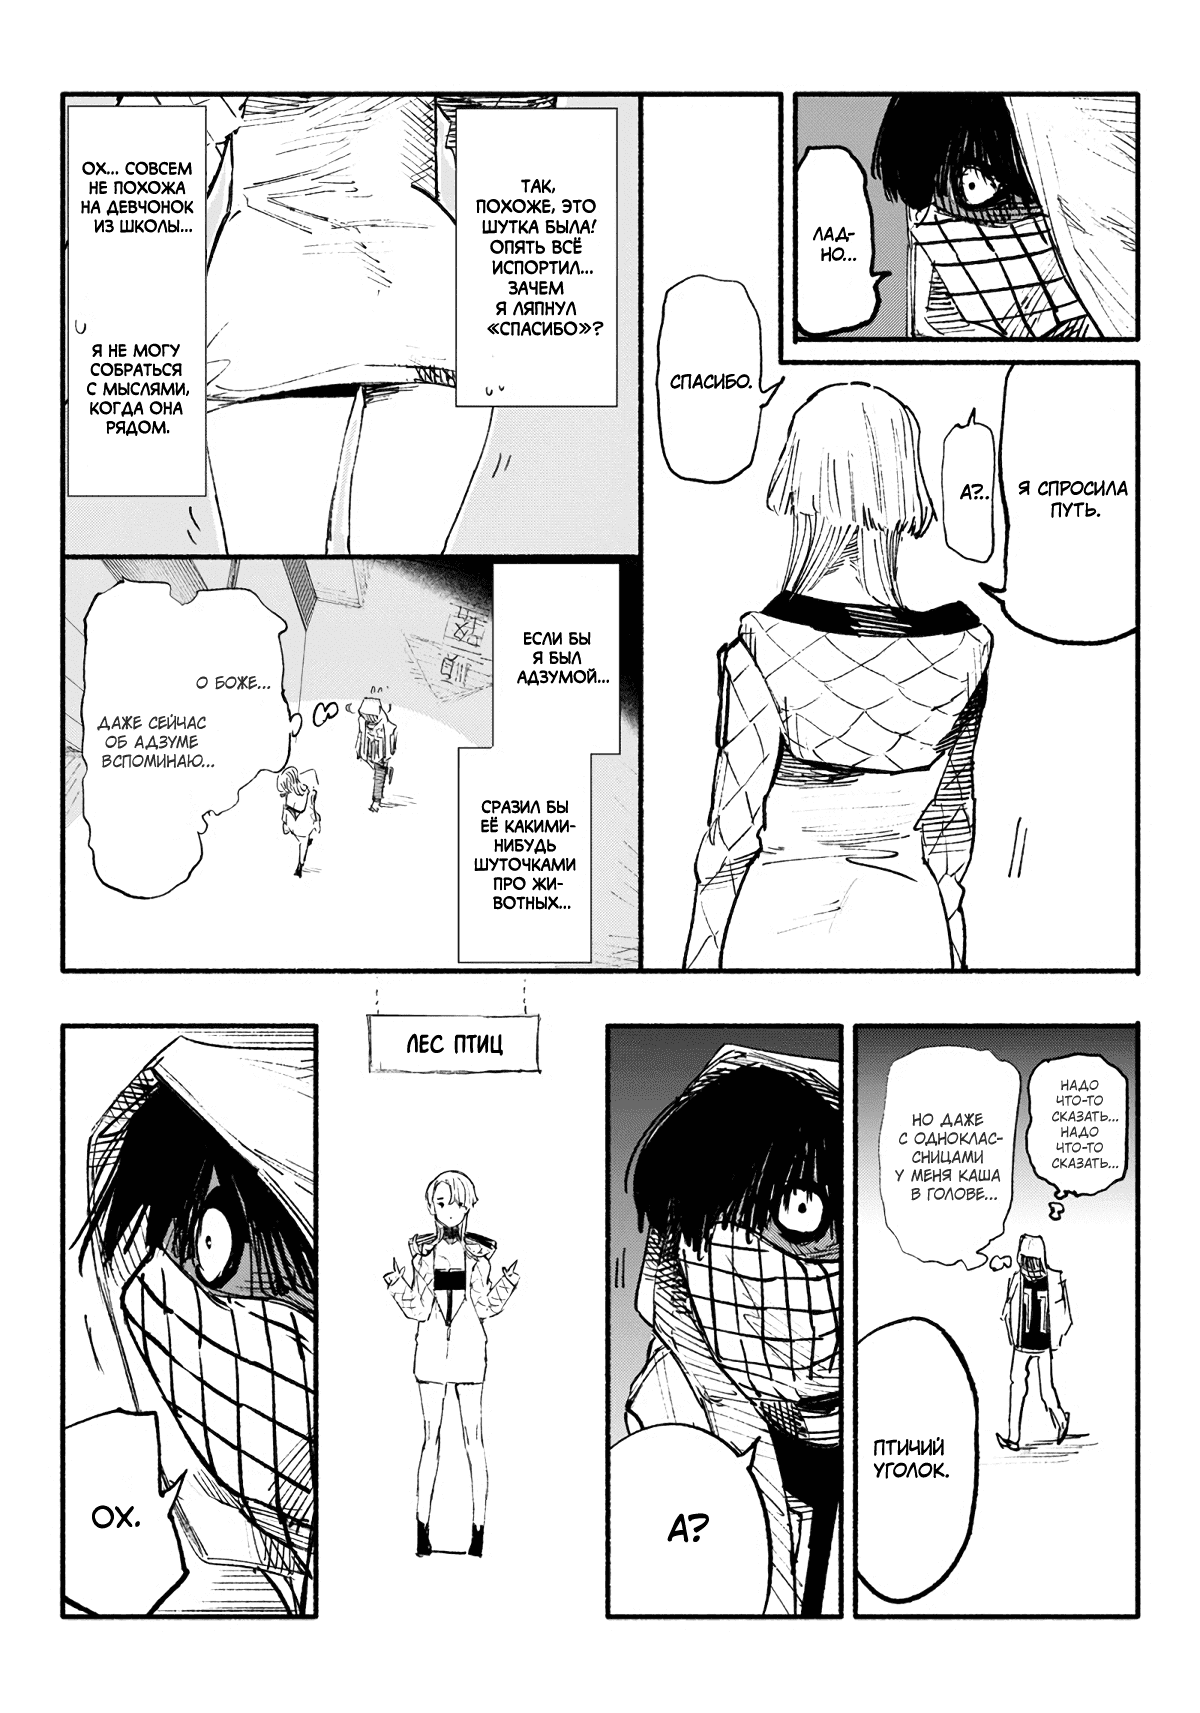 ЛАД-
НО...
Я СПРОСИЛА
ПУТЬ.
А?..
СПАСИБО.
ТАК,
ПОХОЖЕ, ЭТО
ШУТКА БЫЛА!
ОПЯТЬ ВСЁ
ИСПОРТИЛ...
ЗАЧЕМ
Я ЛЯПНУЛ
«СПАСИБО»?
ОХ... СОВСЕМ
НЕ ПОХОЖА
НА ДЕВЧОНОК
ИЗ ШКОЛЫ...
Я НЕ МОГУ
СОБРАТЬСЯ
С МЫСЛЯМИ,
КОГДА ОНА
РЯДОМ.
ЕСЛИ БЫ
Я БЫЛ
АДЗУМОЙ...
СРАЗИЛ БЫ
ЕЁ КАКИМИ-
НИБУДЬ
ШУТОЧКАМИ
ПРО ЖИ-
ВОТНЫХ...
О БОЖЕ...
ДАЖЕ СЕЙЧАС
ОБ АДЗУМЕ
ВСПОМИНАЮ...
НАДО
ЧТО-ТО
СКАЗАТЬ...
НАДО
ЧТО-ТО
СКАЗАТЬ...
НО ДАЖЕ
С ОДНОКЛАС-
СНИЦАМИ
У МЕНЯ КАША
В ГОЛОВЕ...
ПТИЧИЙ
УГОЛОК.
А?
ЛЕС ПТИЦ
ОХ.